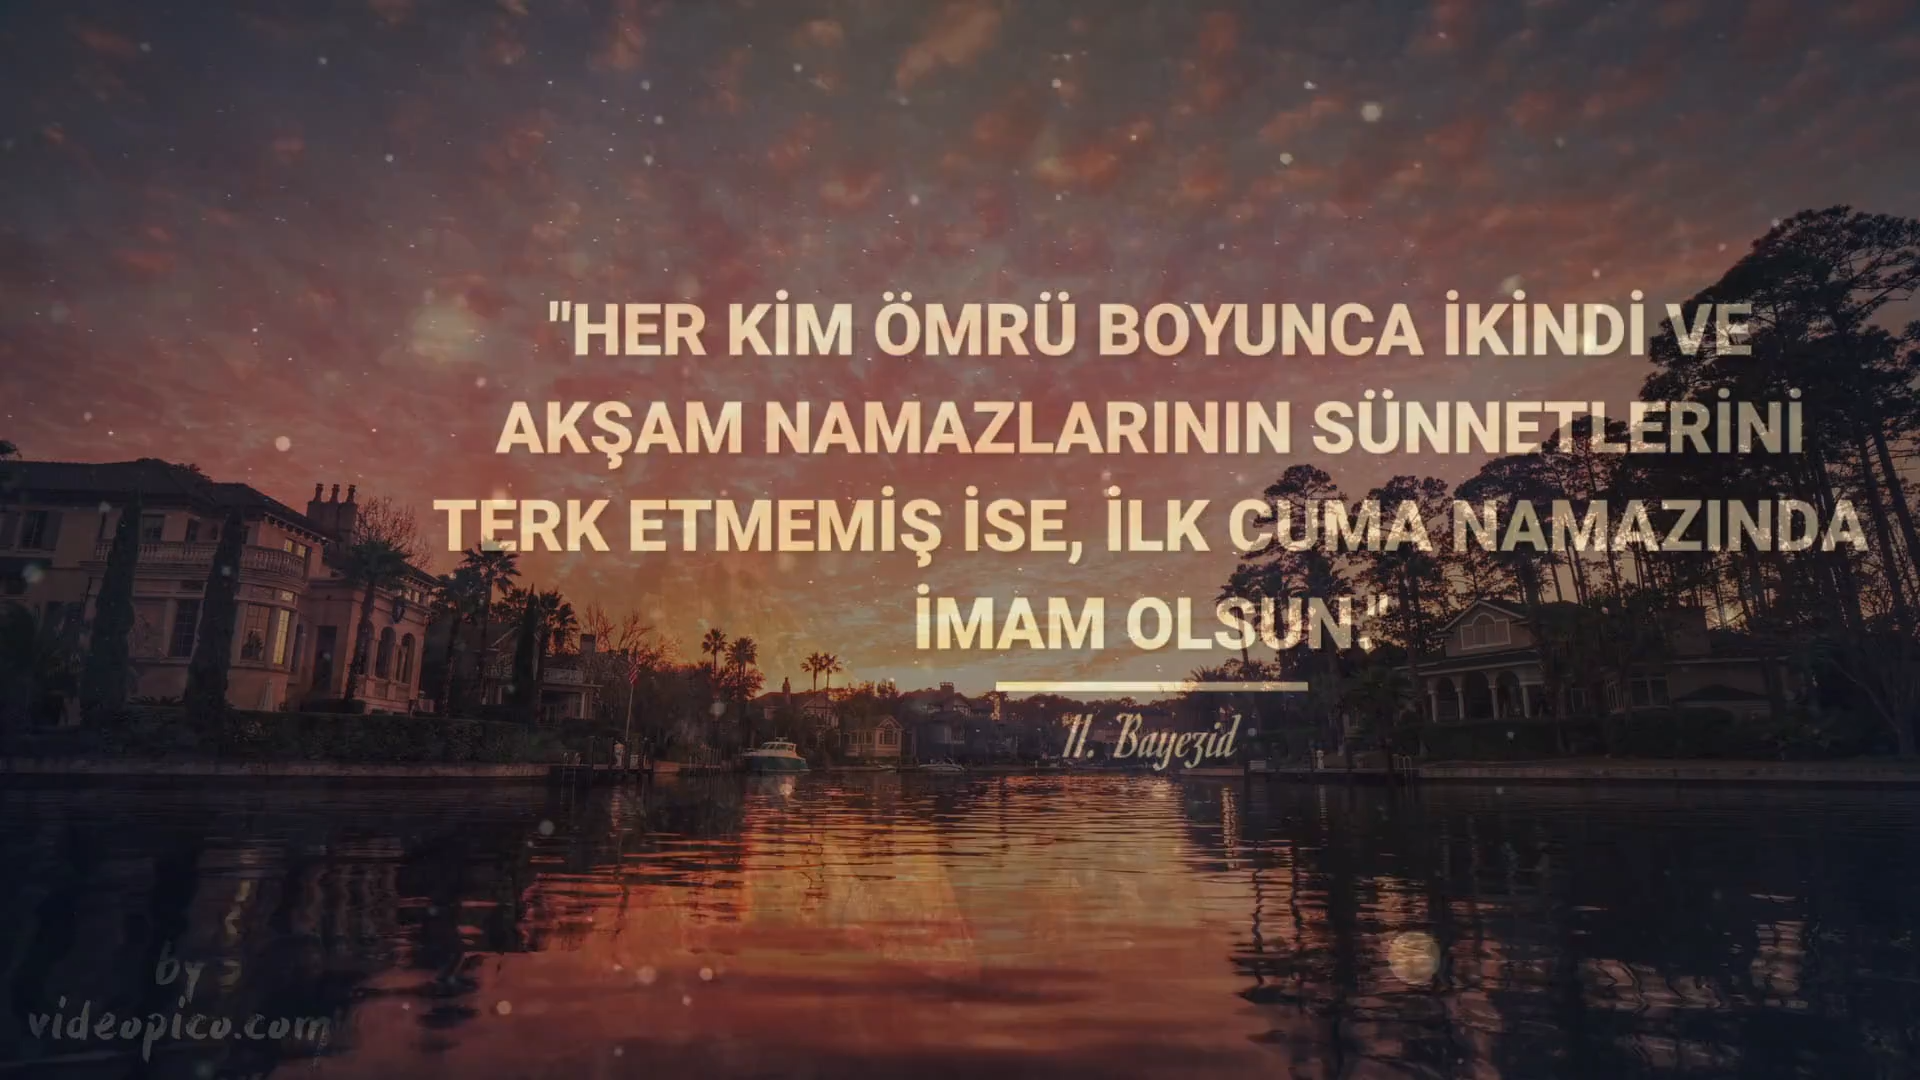 "HER KİM ÖMRÜ BOYUNCA İKİNDİ VE
AKŞAM NAMAZLARININ SÜNNETLERİNİ
TERK ETMEMİŞ İSE, İLK CUMA NAMAZINDA
İMAM OLSUN."
II. Bayezid
by
videopico.com